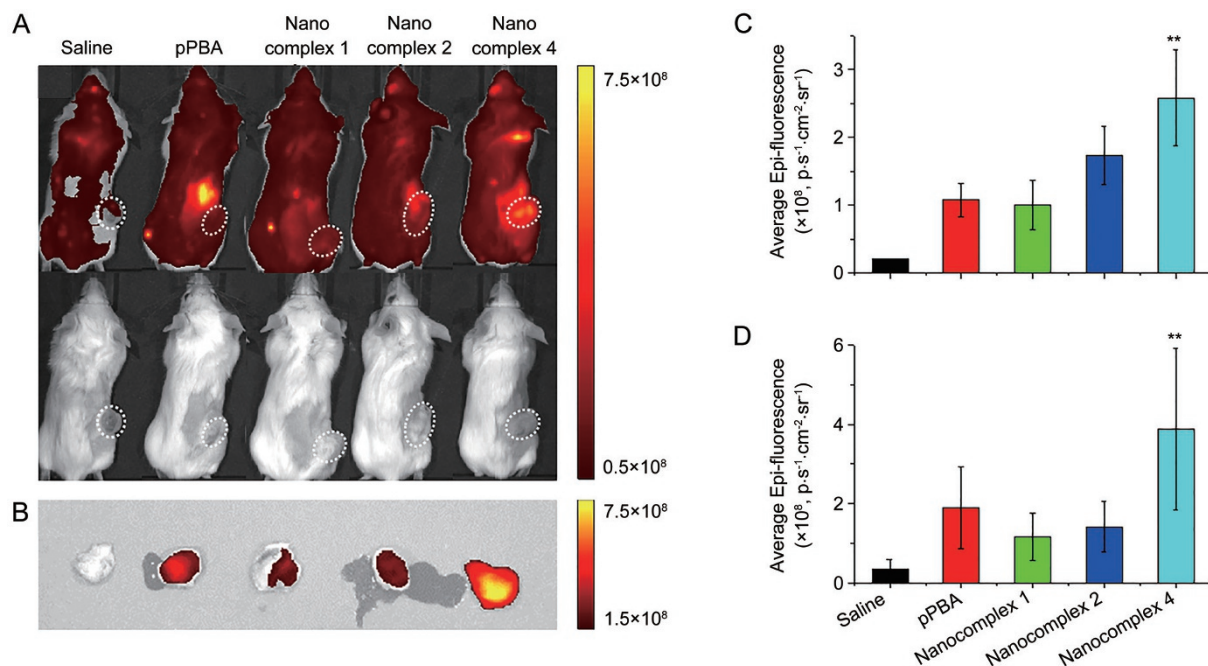 A
Saline
pPBA
Nano
complex 1
Nano
complex 2
Nano
complex 4
7.5×10⁸
0.5×10⁸
B
7.5×10⁸
1.5×10⁸
C
Average Epi-fluorescence
(×10⁸, p·s⁻¹·cm⁻²·sr⁻¹)
3
2
1
0
**
D
Average Epi-fluorescence
(×10⁸, p·s⁻¹·cm⁻²·sr⁻¹)
6
4
2
0
**
Saline
pPBA
Nanocomplex 1
Nanocomplex 2
Nanocomplex 4